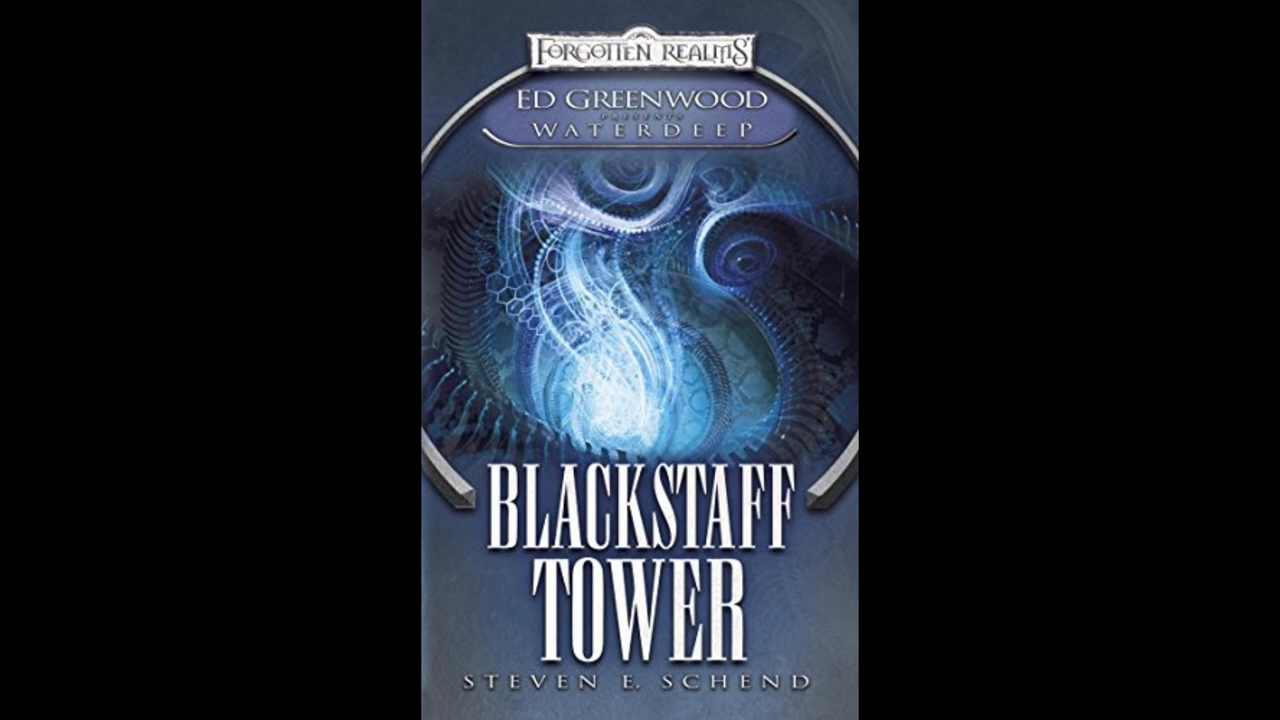 FORGOTTEN REALMS
ED GREENWOOD
PRESENTS
WATERDEEP
BLACKSTAFF
TOWER
STEVEN E. SCHEND